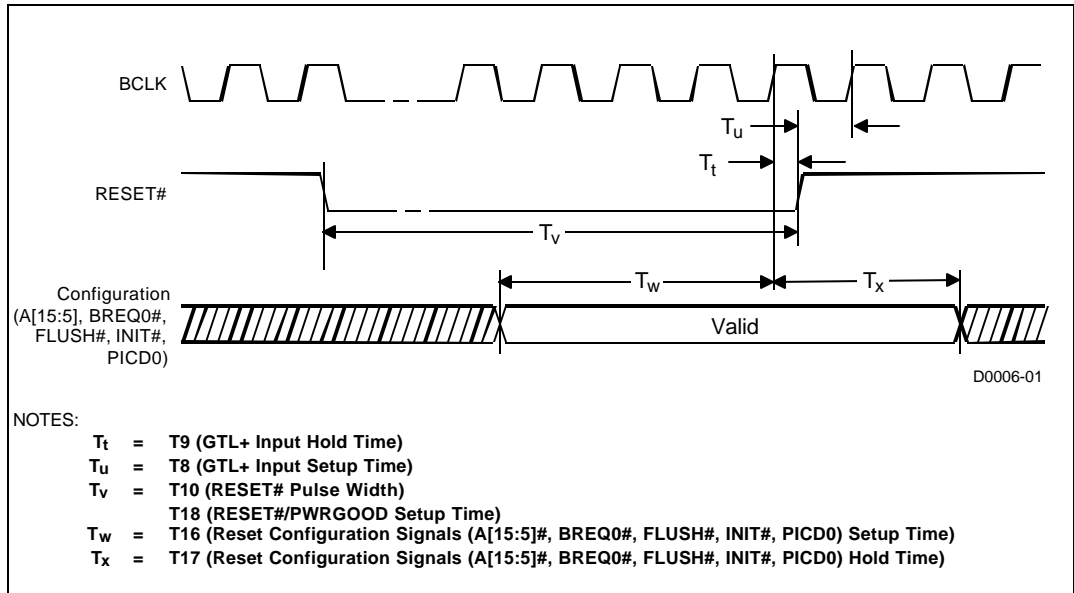 BCLK
Tu
Tt
RESET#
Tv
Tw
Tx
Configuration
(A[15:5], BREQ0#,
FLUSH#, INIT#,
PICD0)
Valid
D0006-01
NOTES:
Tt = T9 (GTL+ Input Hold Time)
Tu = T8 (GTL+ Input Setup Time)
Tv = T10 (RESET# Pulse Width)
T18 (RESET#/PWRGOOD Setup Time)
Tw = T16 (Reset Configuration Signals (A[15:5]#, BREQ0#, FLUSH#, INIT#, PICD0) Setup Time)
Tx = T17 (Reset Configuration Signals (A[15:5]#, BREQ0#, FLUSH#, INIT#, PICD0) Hold Time)